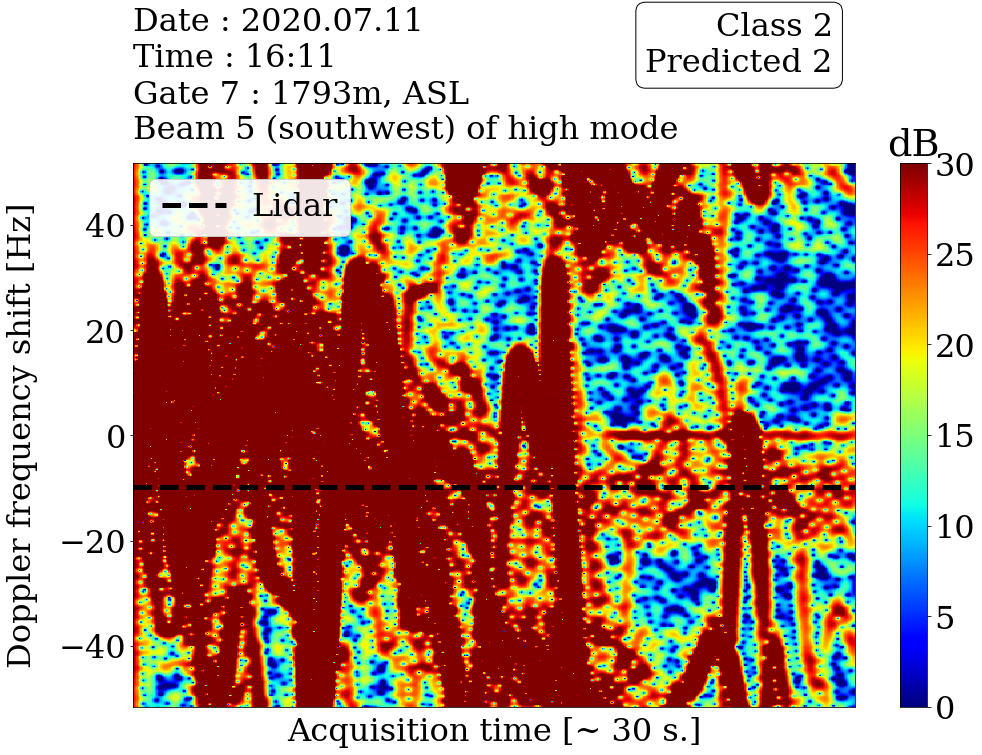 Date : 2020.07.11
Time : 16:11
Gate 7 : 1793m, ASL
Beam 5 (southwest) of high mode
Class 2
Predicted 2
dB
Lidar
Doppler frequency shift [Hz]
40
20
0
−20
−40
Acquisition time [~ 30 s.]
30
25
20
15
10
5
0